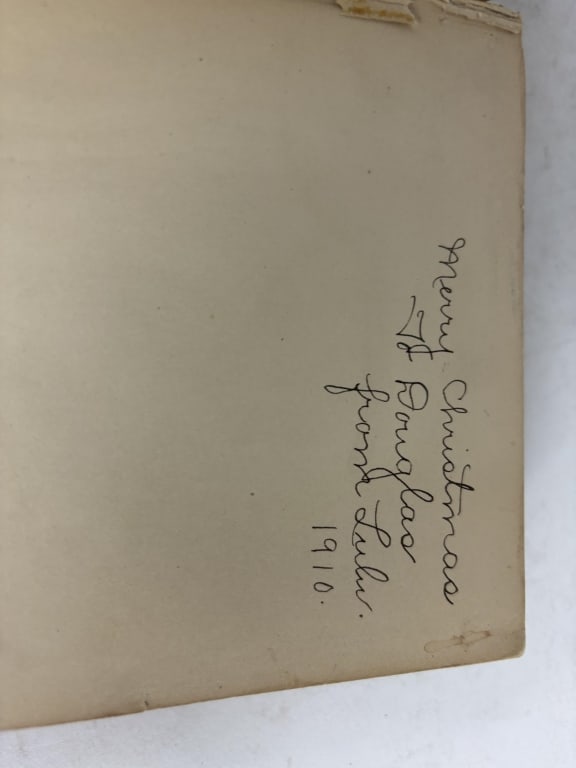 Merry Christmas
To Douglas
from Lulu.
1910.